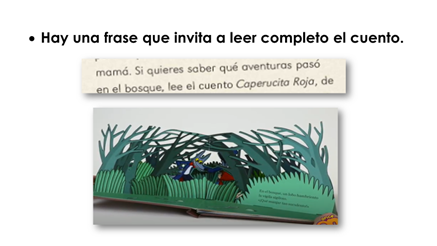 • Hay una frase que invita a leer completo el cuento.
mamá. Si quieres saber qué aventuras pasó
en el bosque, lee el cuento Caperucita Roja, de